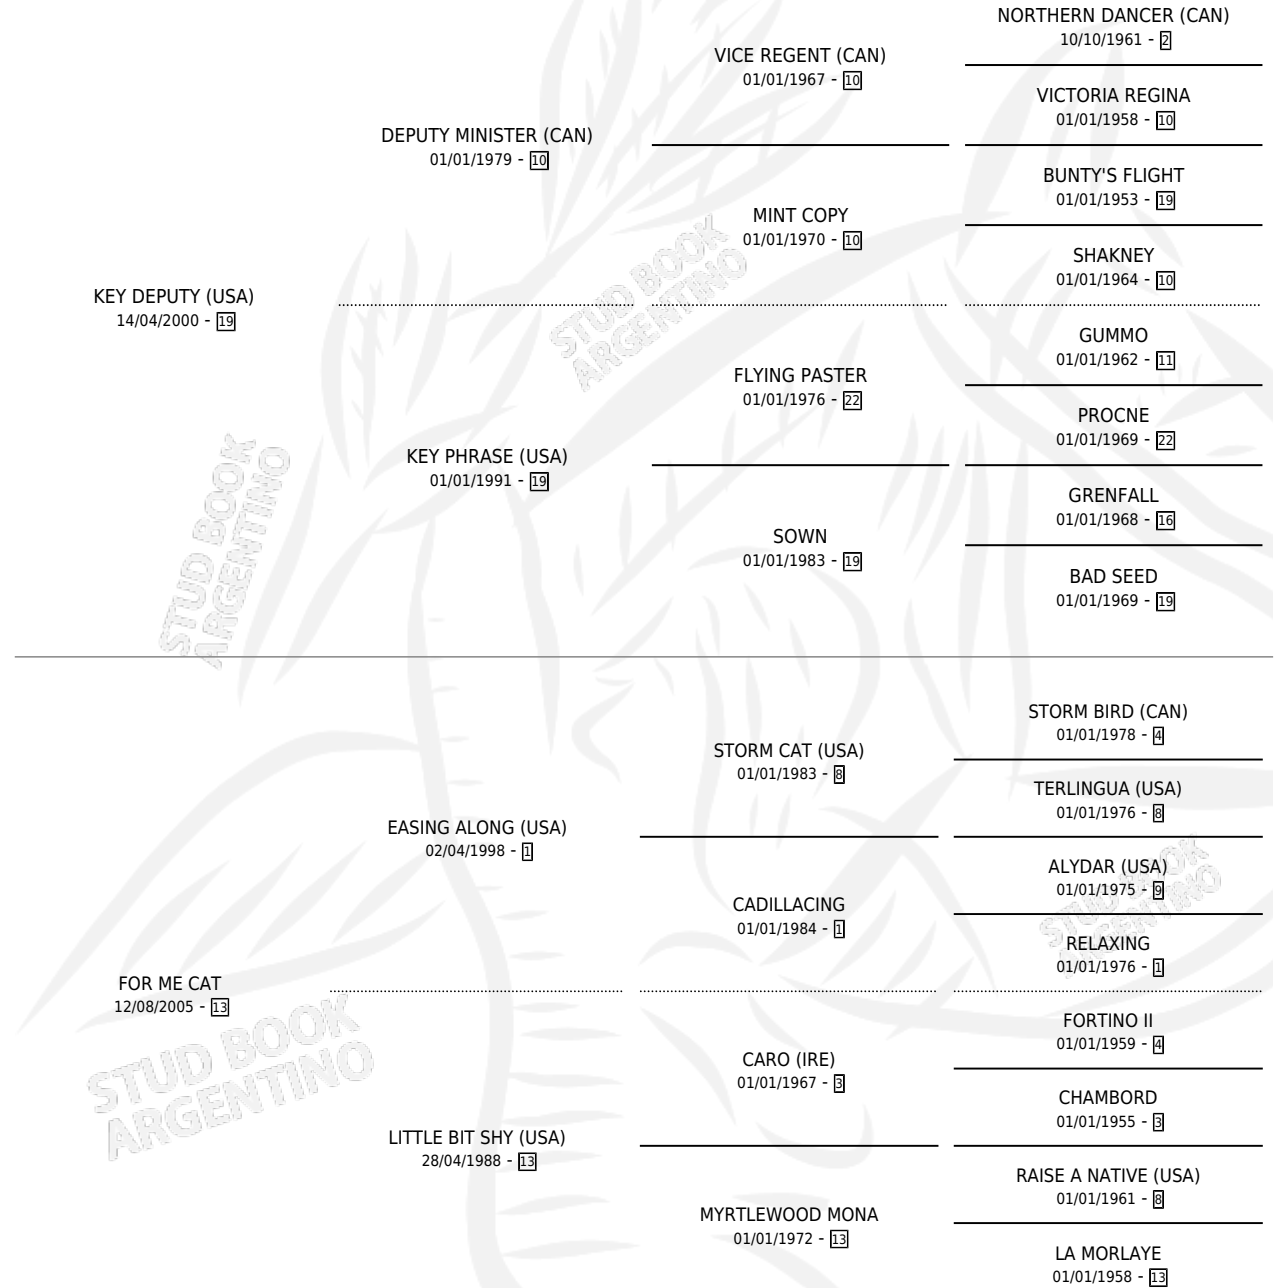 NORTHERN DANCER (CAN)
10/10/1961 - 2
VICE REGENT (CAN)
01/01/1967 - 10
VICTORIA REGINA
01/01/1958 - 10
DEPUTY MINISTER (CAN)
01/01/1979 - 10
BUNTY'S FLIGHT
01/01/1953 - 19
MINT COPY
01/01/1970 - 10
SHAKNEY
01/01/1964 - 10
KEY DEPUTY (USA)
14/04/2000 - 19
GUMMO
01/01/1962 - 11
FLYING PASTER
01/01/1976 - 22
PROCNE
01/01/1969 - 22
KEY PHRASE (USA)
01/01/1991 - 19
GRENFALL
01/01/1968 - 16
SOWN
01/01/1983 - 19
BAD SEED
01/01/1969 - 19
STUD BOOK
ARGENTINO
STUD BOOK
ARGENTINO
STORM BIRD (CAN)
01/01/1978 - 4
STORM CAT (USA)
01/01/1983 - 8
TERLINGUA (USA)
01/01/1976 - 8
EASING ALONG (USA)
02/04/1998 - 1
ALYDAR (USA)
01/01/1975 - 9
CADILLACING
01/01/1984 - 1
RELAXING
01/01/1976 - 1
FOR ME CAT
12/08/2005 - 13
FORTINO II
01/01/1959 - 4
CARO (IRE)
01/01/1967 - 3
CHAMBORD
01/01/1955 - 3
LITTLE BIT SHY (USA)
28/04/1988 - 13
RAISE A NATIVE (USA)
01/01/1961 - 8
MYRTLEWOOD MONA
01/01/1972 - 13
LA MORLAYE
01/01/1958 - 13
STUD BOOK
ARGENTINO
STUD BOOK
ARGENTINO